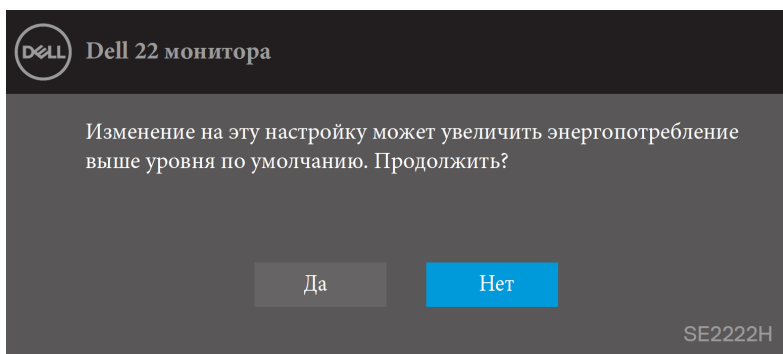 DELL Dell 22 монитора
Изменение на эту настройку может увеличить энергопотребление
выше уровня по умолчанию. Продолжить?
Да Нет
SE2222H